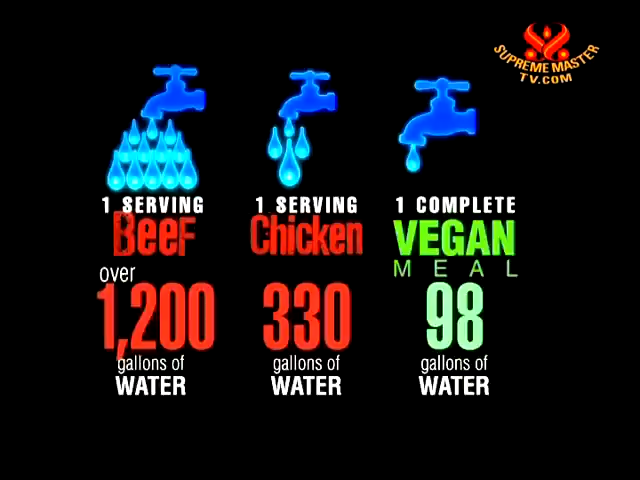 SUPREME MASTER
TV.COM
1 SERVING
BEEF
over
1,200
gallons of
WATER
1 SERVING
Chicken
330
gallons of
WATER
1 COMPLETE
VEGAN
MEAL
98
gallons of
WATER